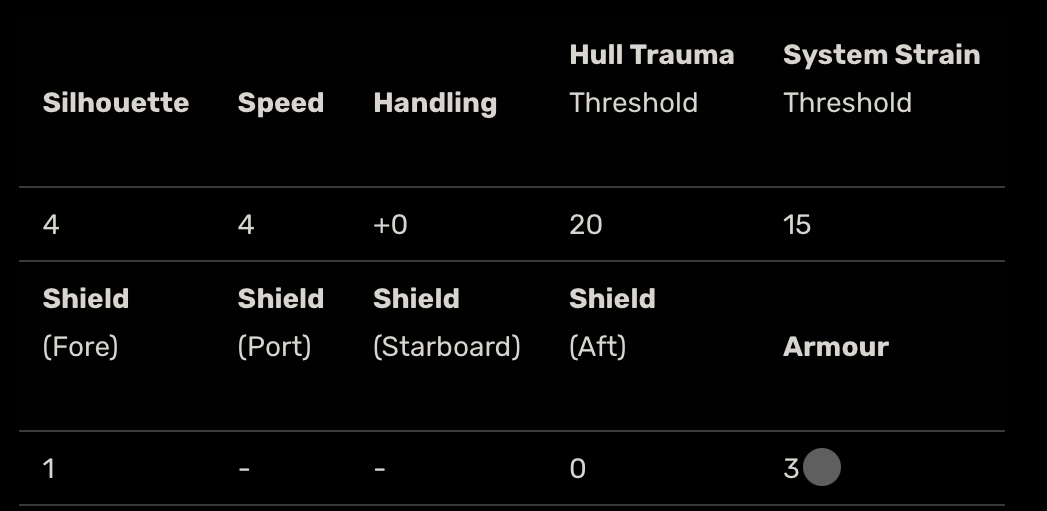 Hull Trauma System Strain
Silhouette Speed Handling Threshold Threshold
4 4 +0 20 15
Shield Shield Shield Shield
(Fore) (Port) (Starboard) (Aft) Armour
1 - - 0 3